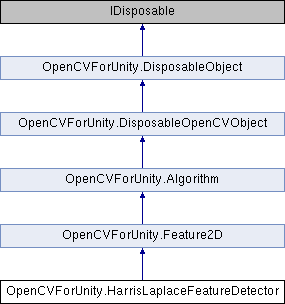 IDisposable
OpenCVForUnity.DisposableObject
OpenCVForUnity.DisposableOpenCVObject
OpenCVForUnity.Algorithm
OpenCVForUnity.Feature2D
OpenCVForUnity.HarrisLaplaceFeatureDetector